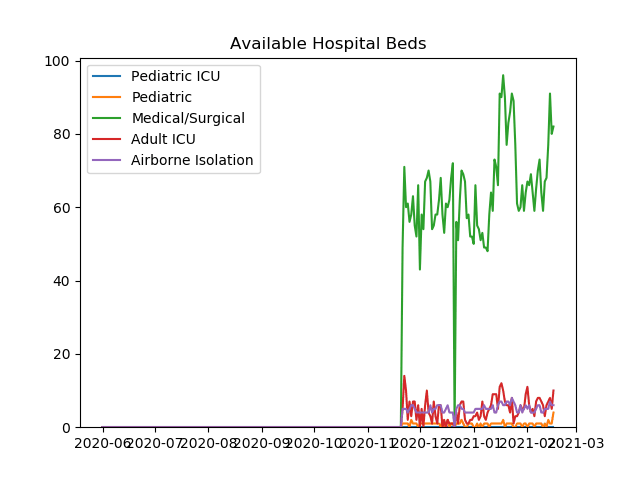 Available Hospital Beds
100
80
60
40
20
0
Pediatric ICU
Pediatric
Medical/Surgical
Adult ICU
Airborne Isolation
2020-06 2020-07 2020-08 2020-09 2020-10 2020-11 2020-12 2021-01 2021-02 2021-03